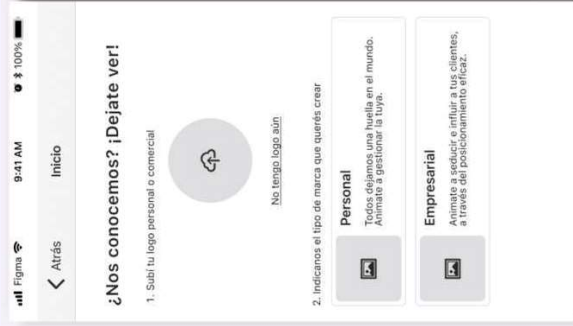 Figma 9:41 AM 100%
Atrás Inicio
¿Nos conocemos? ¡Dejate ver!
1. Subí tu logo personal o comercial
No tengo logo aún
2. Indicanos el tipo de marca que querés crear
Personal
Todos dejamos una huella en el mundo.
Animate a gestionar la tuya.
Empresarial
Animate a seducir e influir a tus clientes,
a través del posicionamiento eficaz.